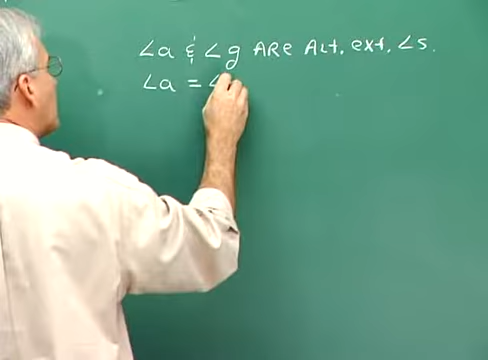 ∠a & ∠g ARE ALT. ext. ∠s.
∠a = ∠